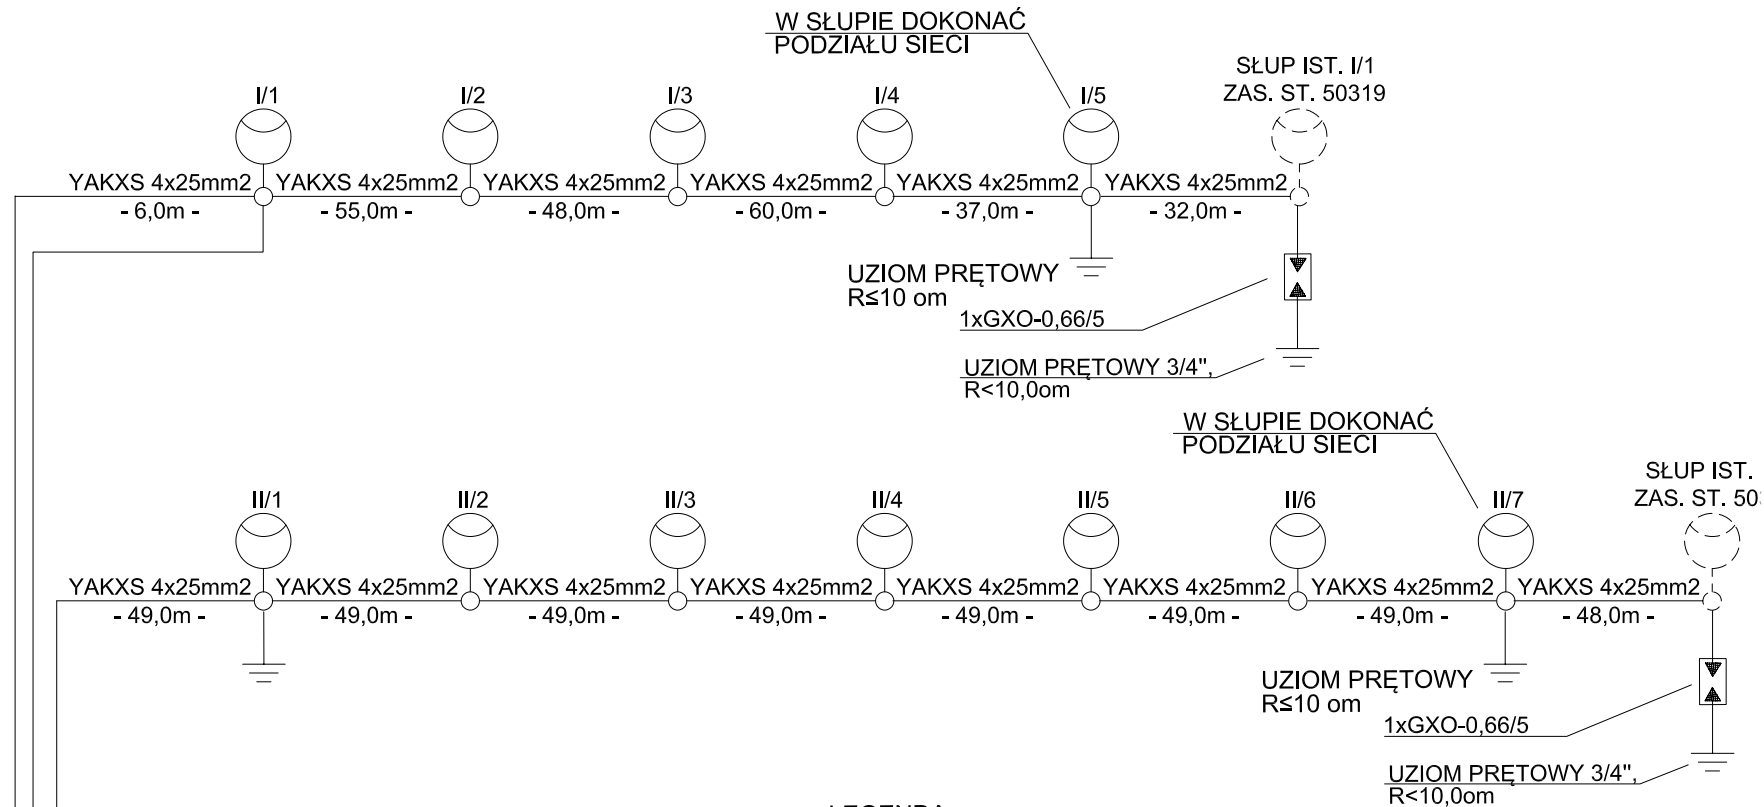 W SŁUPIE DOKONAĆ
PODZIAŁU SIECI
SŁUP IST. I/1
ZAS. ST. 50319
I/1
I/2
I/3
I/4
I/5
YAKXS 4x25mm2
YAKXS 4x25mm2
YAKXS 4x25mm2
YAKXS 4x25mm2
YAKXS 4x25mm2
YAKXS 4x25mm2
- 6,0m -
- 55,0m -
- 48,0m -
- 60,0m -
- 37,0m -
- 32,0m -
UZIOM PRĘTOWY
R≤10 om
1xGXO-0,66/5
UZIOM PRĘTOWY 3/4",
R<10,0om
W SŁUPIE DOKONAĆ
PODZIAŁU SIECI
SŁUP IST.
ZAS. ST. 50
II/1
II/2
II/3
II/4
II/5
II/6
II/7
YAKXS 4x25mm2
YAKXS 4x25mm2
YAKXS 4x25mm2
YAKXS 4x25mm2
YAKXS 4x25mm2
YAKXS 4x25mm2
YAKXS 4x25mm2
YAKXS 4x25mm2
- 49,0m -
- 49,0m -
- 49,0m -
- 49,0m -
- 49,0m -
- 49,0m -
- 49,0m -
- 48,0m -
UZIOM PRĘTOWY
R≤10 om
1xGXO-0,66/5
UZIOM PRĘTOWY 3/4",
R<10,0om